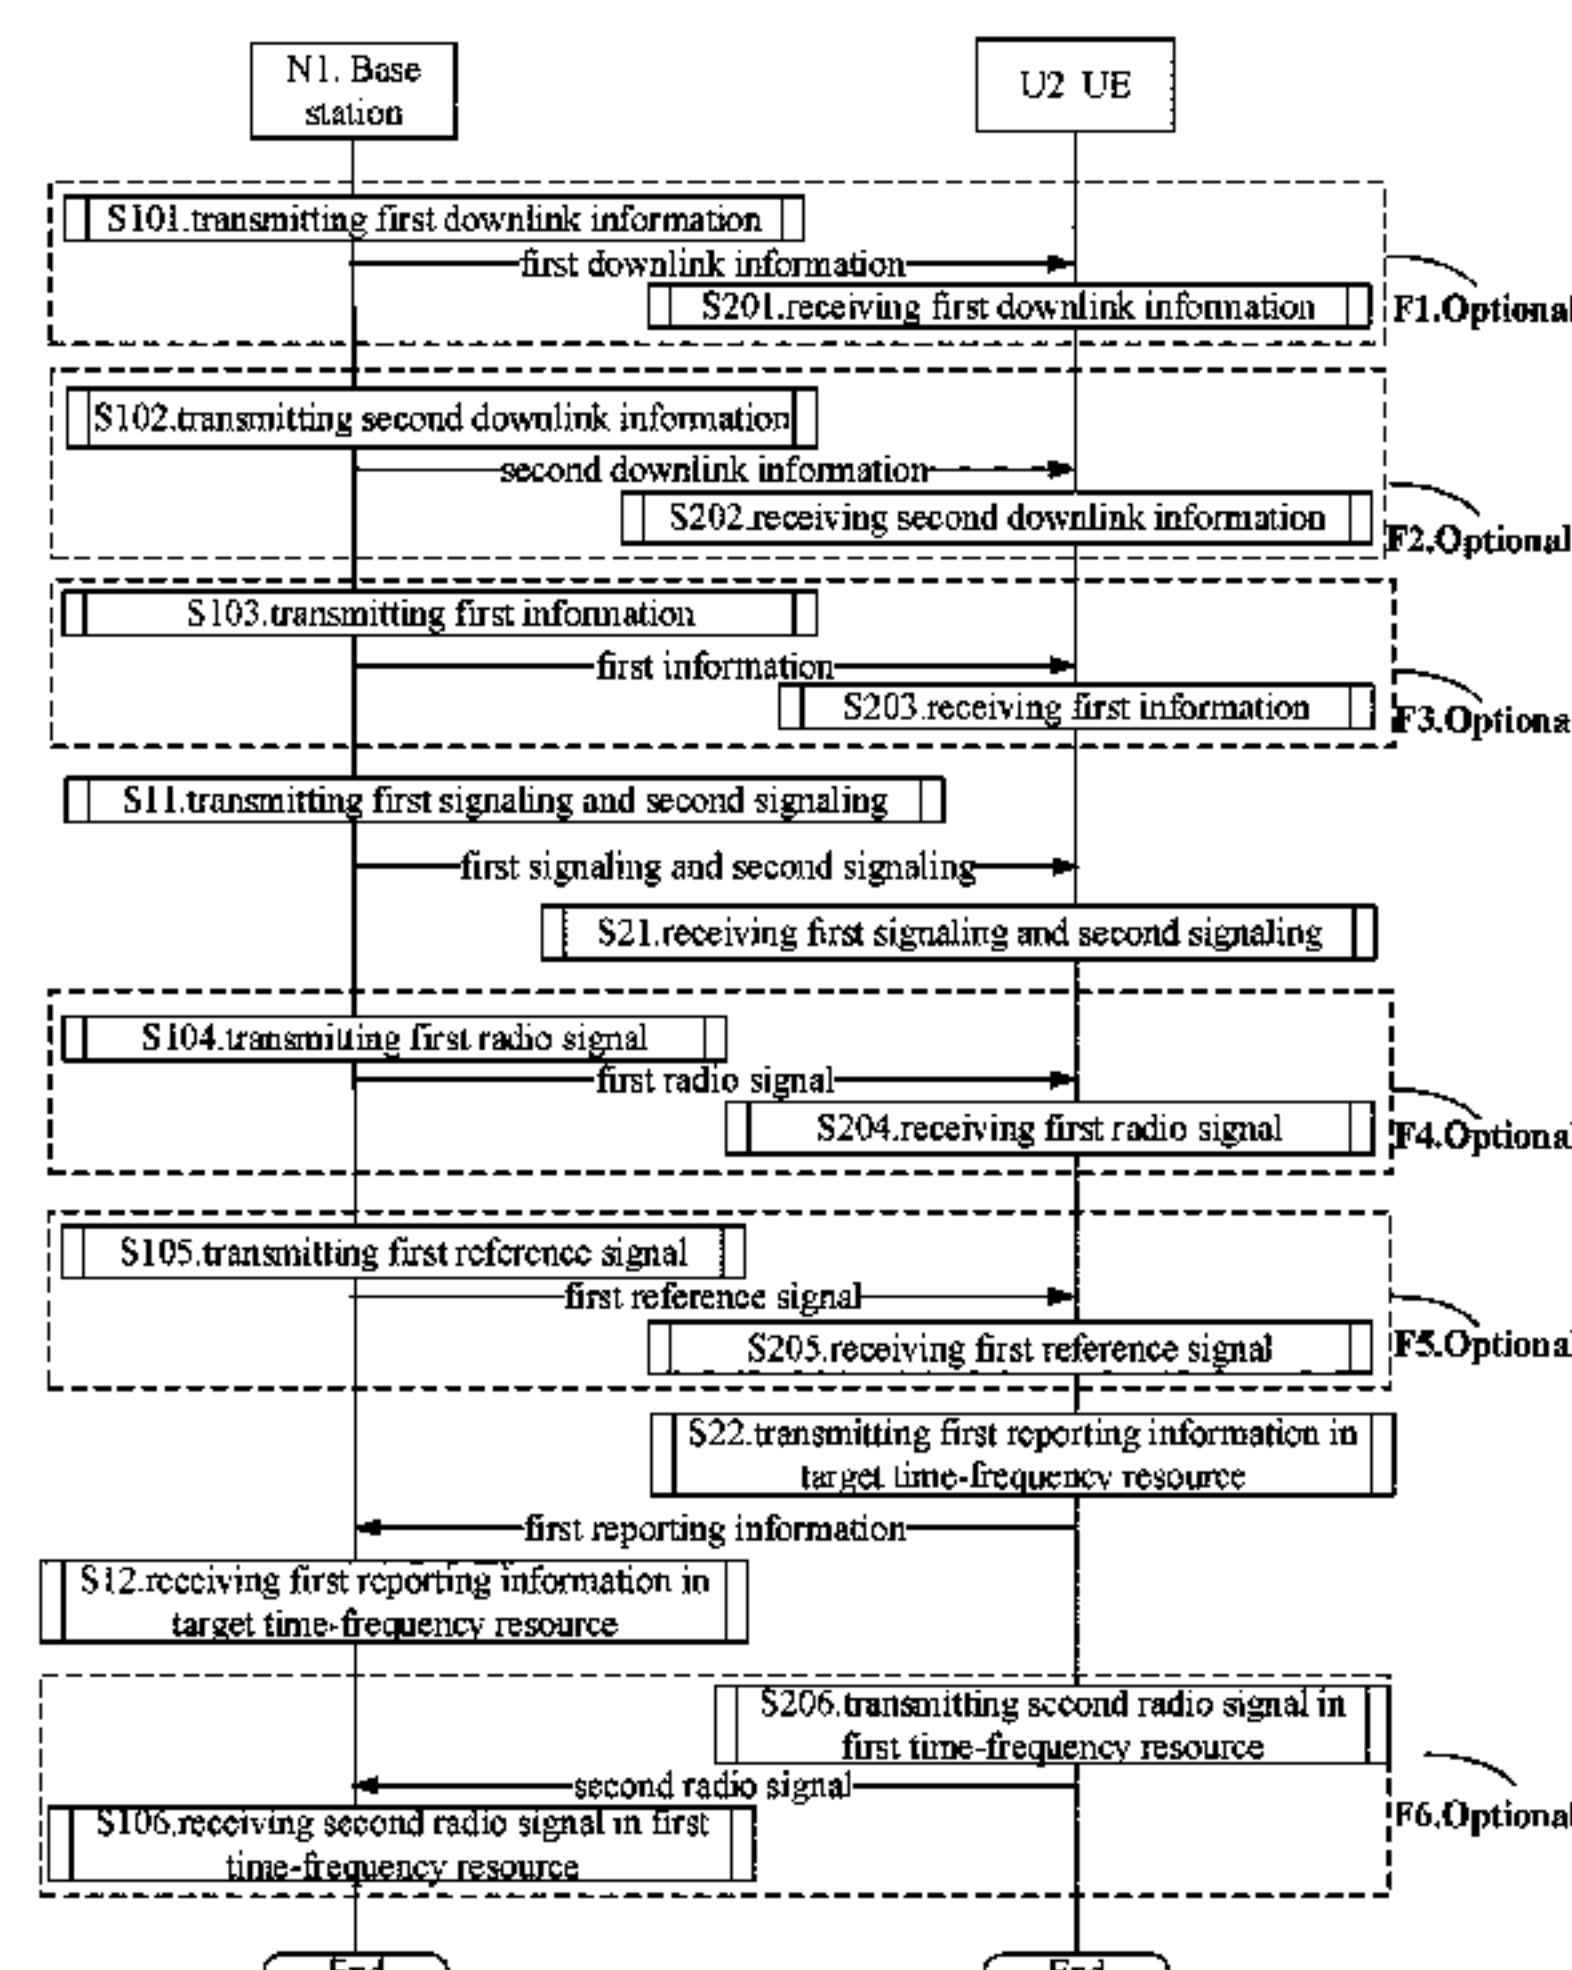 N1. Base
station
U2 UE
S101.transmitting first downlink information
first downlink information
S201.receiving first downlink information
F1.Optional
S102.transmitting second downlink information
second downlink information
S202.receiving second downlink information
F2.Optional
S103.transmitting first information
first information
S203.receiving first information
F3.Optiona
S11.transmitting first signaling and second signaling
first signaling and second signaling
S21.receiving first signaling and second signaling
S104.transmitting first radio signal
first radio signal
S204.receiving first radio signal
F4.Optional
S105.transmitting first reference signal
first reference signal
S205.receiving first reference signal
F5.Optional
S22.transmitting first reporting information in
target time-frequency resource
first reporting information
S12.receiving first reporting information in
target time-frequency resource
S206.transmitting second radio signal in
first time-frequency resource
second radio signal
S106.receiving second radio signal in first
time-frequency resource
F6.Optional
End
End